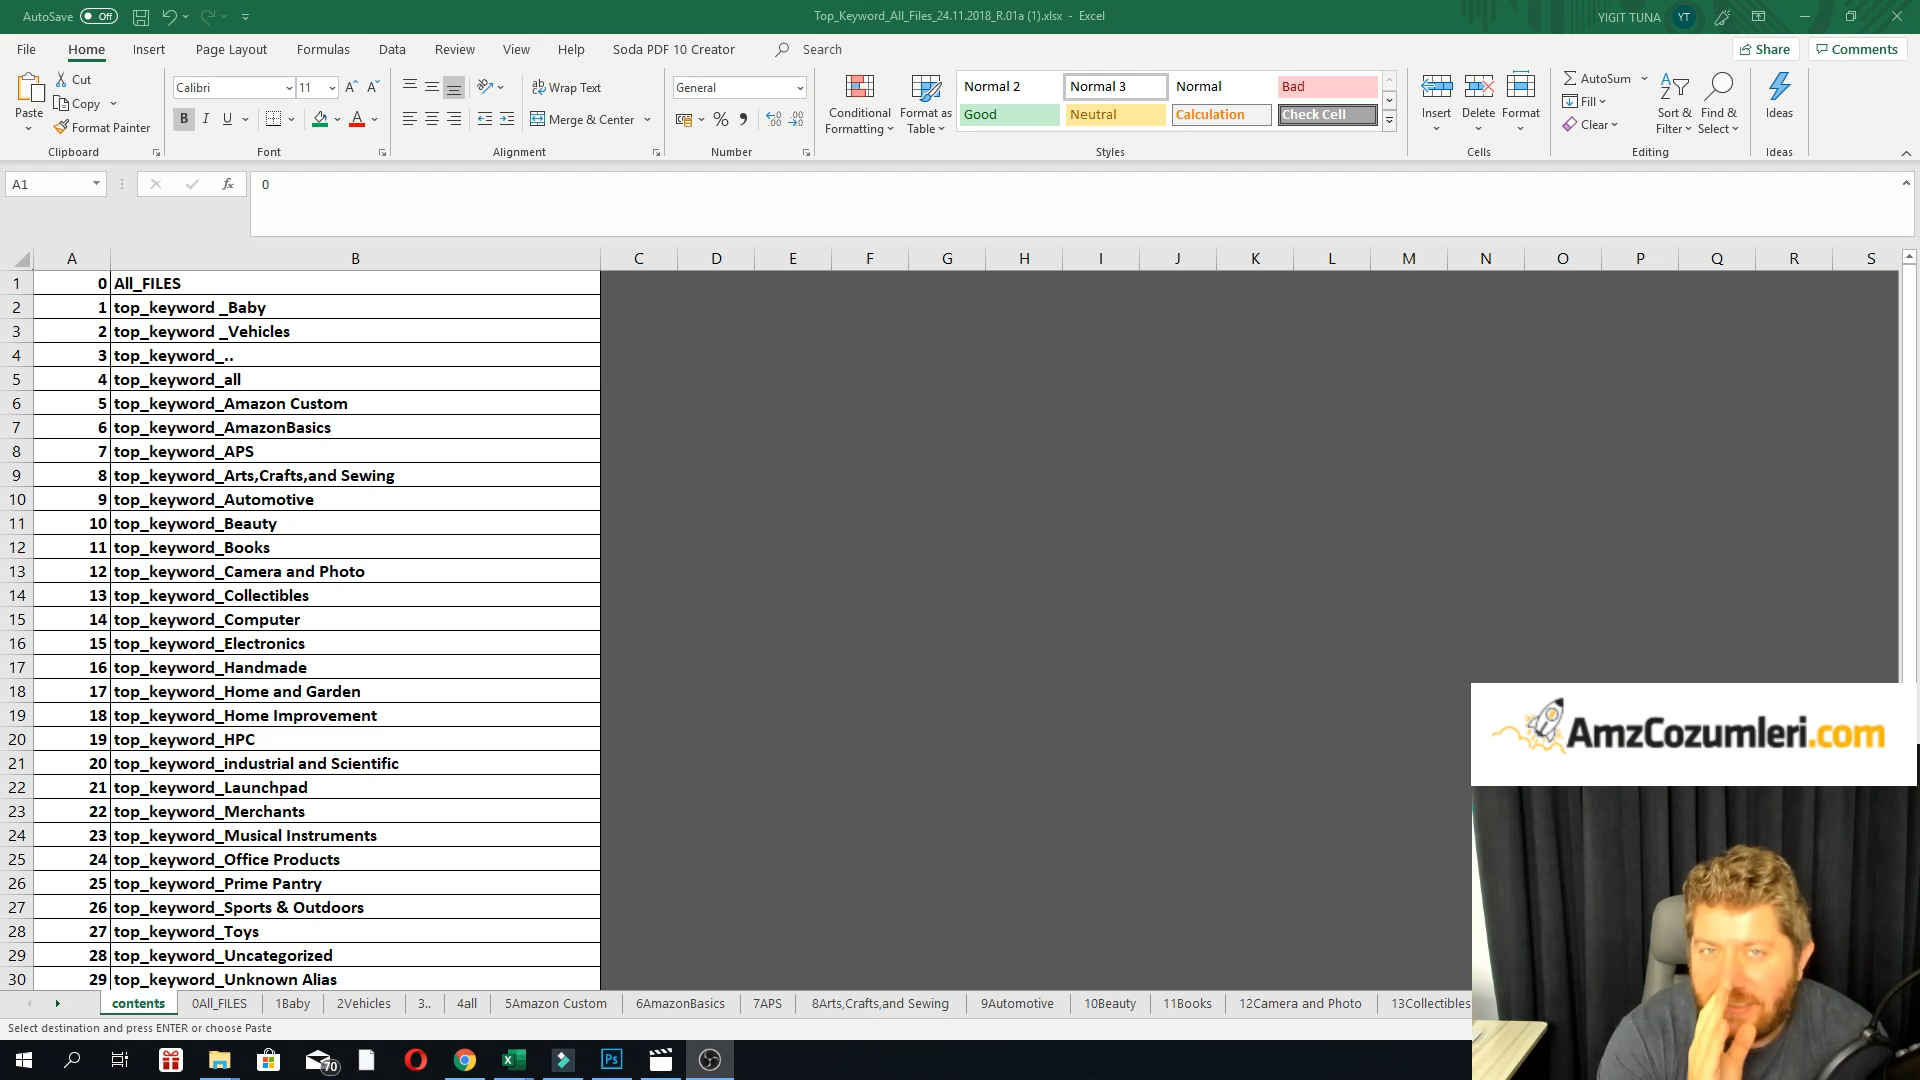 AutoSave Off
Top_Keyword_All_Files_24.11.2018_R.01a (1).xlsx - Excel
YIGIT TUNA YT
File Home Insert Page Layout Formulas Data Review View Help Soda PDF 10 Creator Search
Share Comments
Paste Cut Copy Format Painter
Clipboard
Calibri 11
B I U A
Font
Wrap Text
Merge & Center
Alignment
General
% 9
Number
Conditional Formatting
Format as Table
Normal 2 Normal 3 Normal Bad
Good Neutral Calculation Check Cell
Styles
Insert Delete Format
Cells
AutoSum
Fill
Clear
Sort & Filter
Find & Select
Editing
Ideas
Ideas
A1 fx 0
A B C D E F G H I J K L M N O P Q R S
1 0 All_FILES
2 1 top_keyword _Baby
3 2 top_keyword _Vehicles
4 3 top_keyword_..
5 4 top_keyword_all
6 5 top_keyword_Amazon Custom
7 6 top_keyword_AmazonBasics
8 7 top_keyword_APS
9 8 top_keyword_Arts,Crafts,and Sewing
10 9 top_keyword_Automotive
11 10 top_keyword_Beauty
12 11 top_keyword_Books
13 12 top_keyword_Camera and Photo
14 13 top_keyword_Collectibles
15 14 top_keyword_Computer
16 15 top_keyword_Electronics
17 16 top_keyword_Handmade
18 17 top_keyword_Home and Garden
19 18 top_keyword_Home Improvement
20 19 top_keyword_HPC
21 20 top_keyword_industrial and Scientific
22 21 top_keyword_Launchpad
23 22 top_keyword_Merchants
24 23 top_keyword_Musical Instruments
25 24 top_keyword_Office Products
26 25 top_keyword_Prime Pantry
27 26 top_keyword_Sports & Outdoors
28 27 top_keyword_Toys
29 28 top_keyword_Uncategorized
30 29 top_keyword_Unknown Alias
AmzCozumleri.com
contents 0All_FILES 1Baby 2Vehicles 3.. 4all 5Amazon Custom 6AmazonBasics 7APS 8Arts,Crafts,and Sewing 9Automotive 10Beauty 11Books 12Camera and Photo 13Collectibles
Select destination and press ENTER or choose Paste
70 Ps